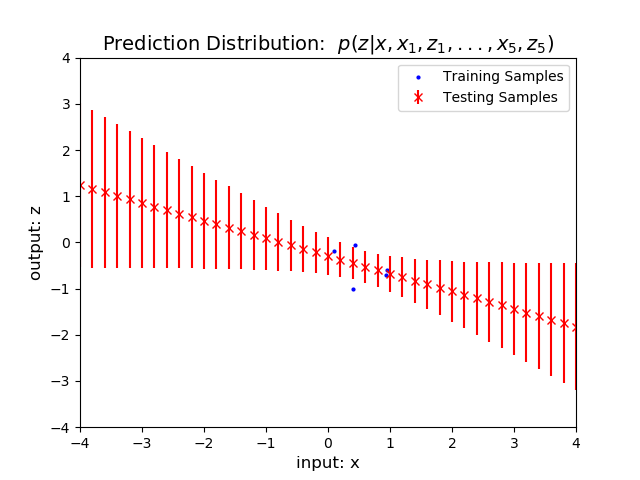 Prediction Distribution: p(z|x, x₁, z₁, . . . , x₅, z₅)
Training Samples
Testing Samples
output: z
4
3
2
1
0
−1
−2
−3
−4
−4 −3 −2 −1 0 1 2 3 4
input: x